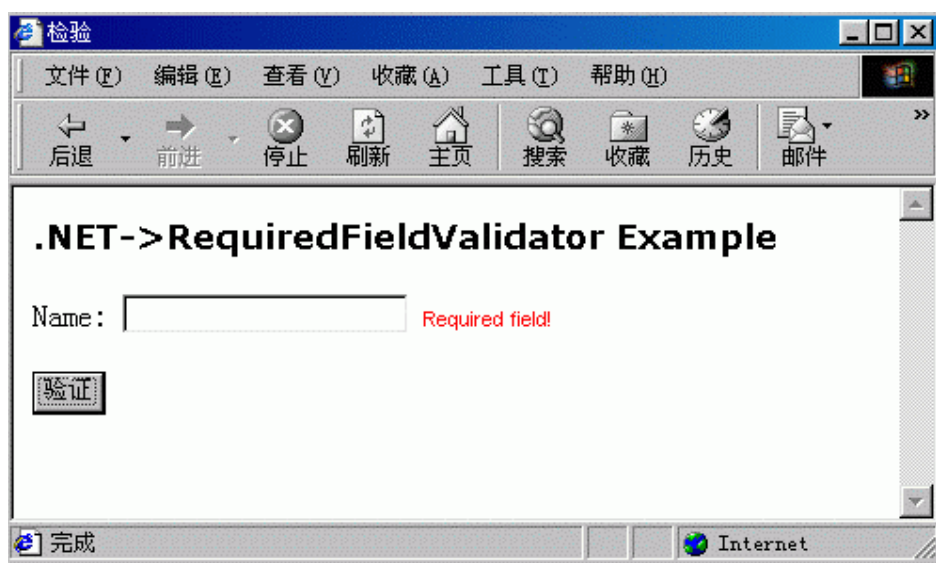 检验
文件(F) 编辑(E) 查看(V) 收藏(A) 工具(T) 帮助(H)
后退 前进 停止 刷新 主页 搜索 收藏 历史 邮件 »
.NET->RequiredFieldValidator Example
Name: Required field!
验证
完成 Internet